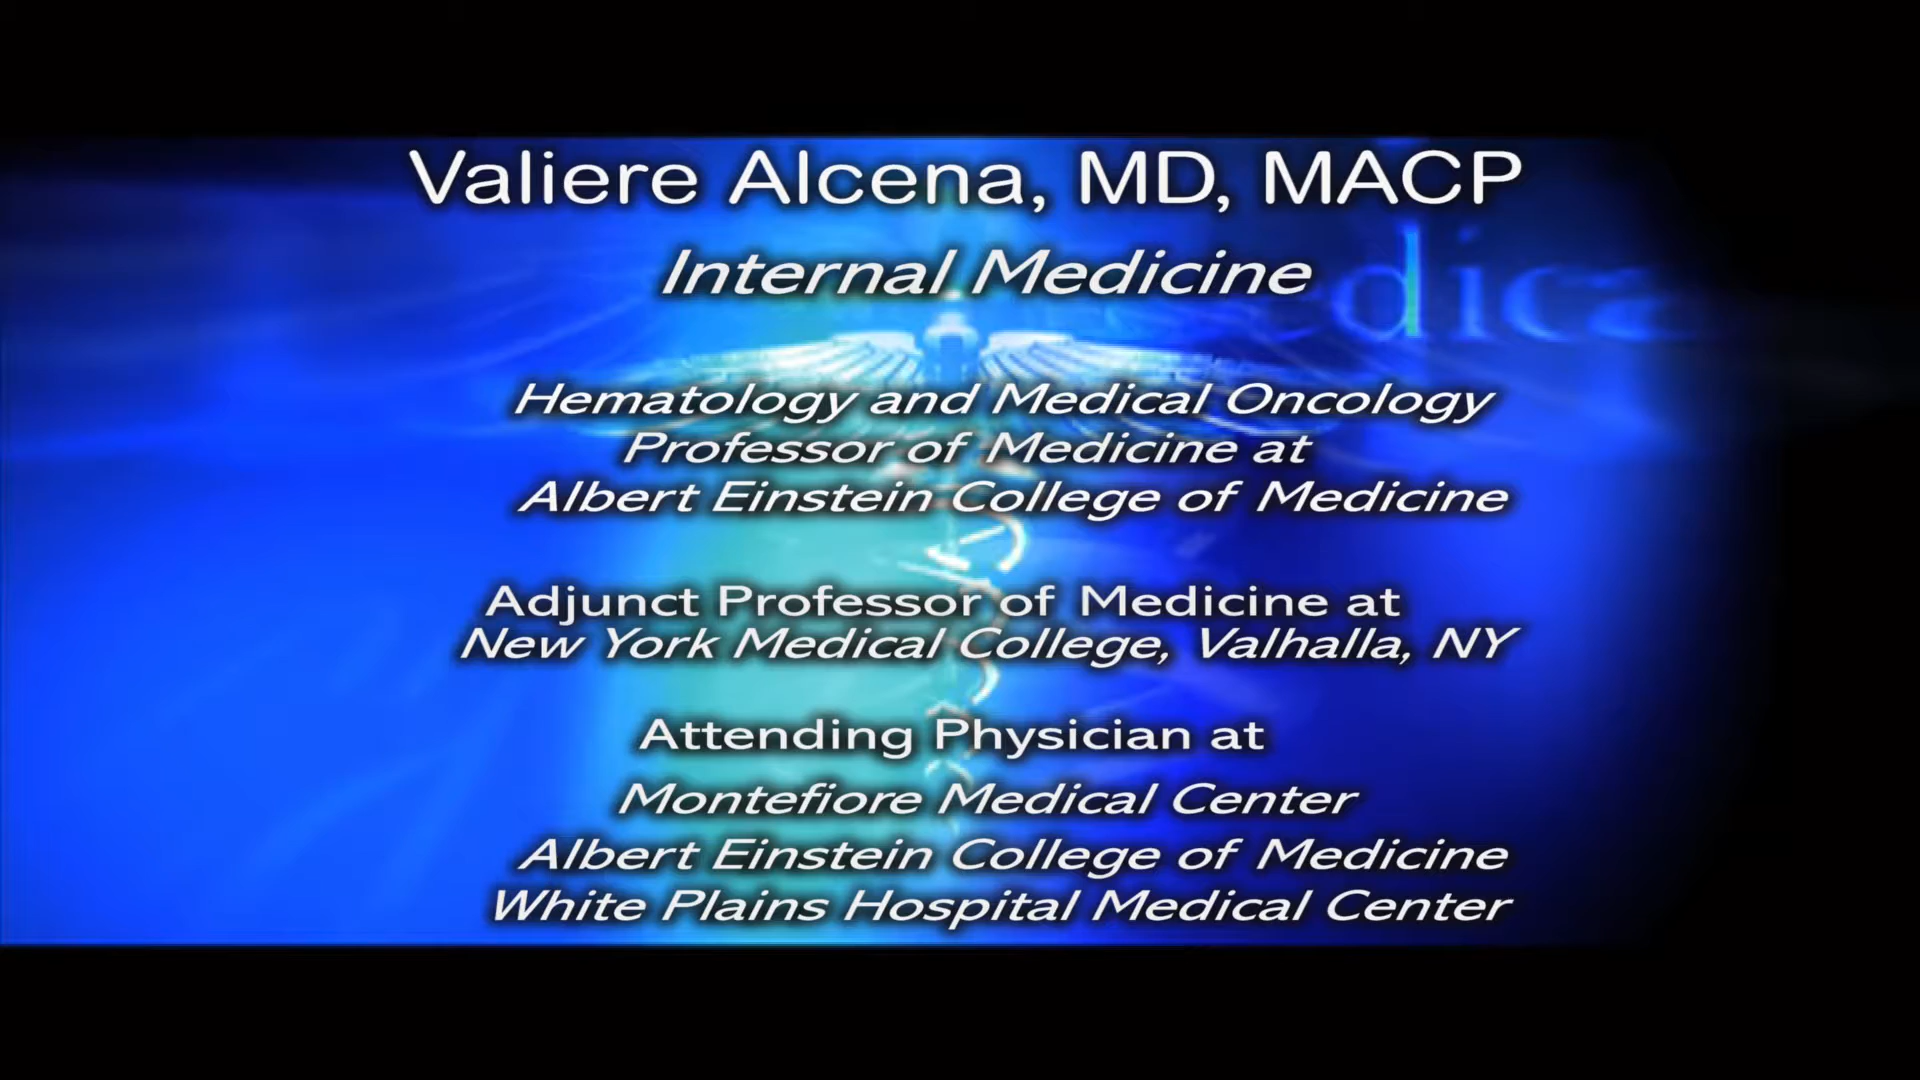 Valiere Alcena, MD, MACP
Internal Medicine
dica
Hematology and Medical Oncology
Professor of Medicine at
Albert Einstein College of Medicine
Adjunct Professor of Medicine at
New York Medical College, Valhalla, NY
Attending Physician at
Montefiore Medical Center
Albert Einstein College of Medicine
White Plains Hospital Medical Center